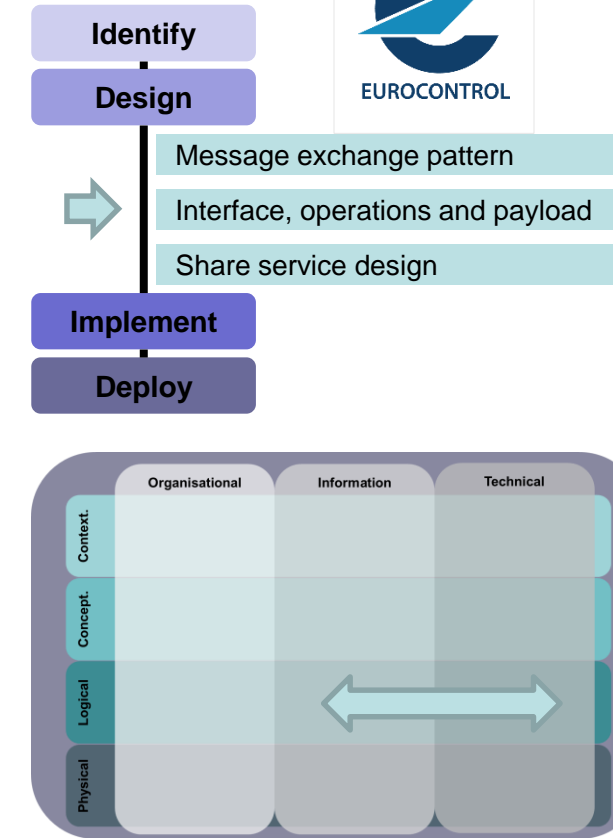 Identify
Design
EUROCONTROL
Message exchange pattern
Interface, operations and payload
Share service design
Implement
Deploy
Organisational
Information
Technical
Context.
Concept.
Logical
Physical